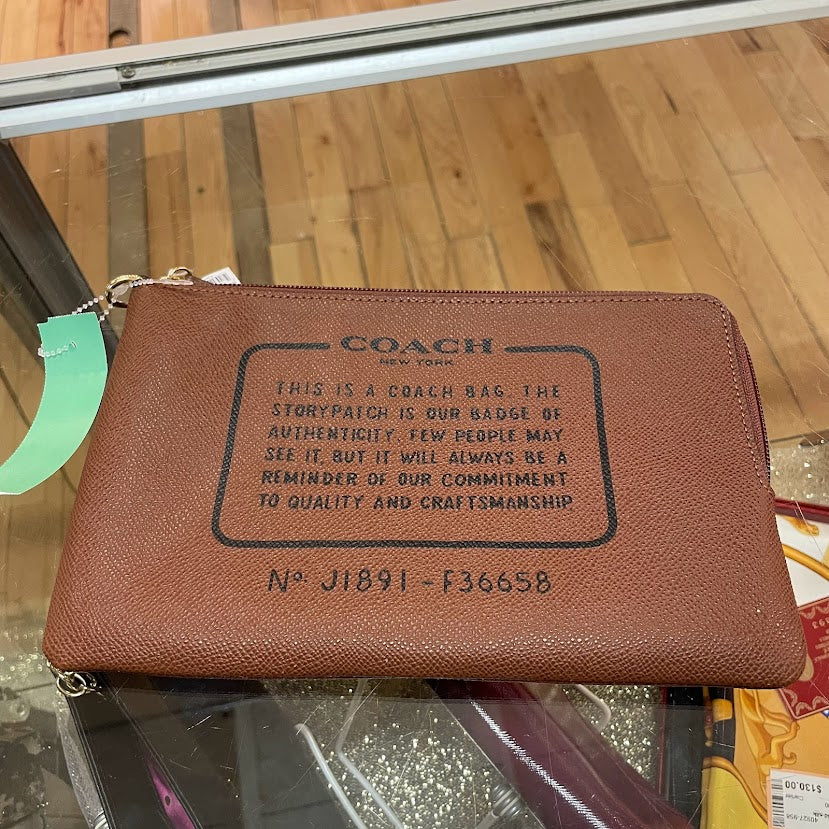 COACH
NEW YORK
THIS IS A COACH BAG. THE
STORYPATCH IS OUR BADGE OF
AUTHENTICITY. FEW PEOPLE MAY
SEE IT, BUT IT WILL ALWAYS BE A
REMINDER OF OUR COMMITMENT
TO QUALITY AND CRAFTSMANSHIP
Nº J1891 - F36658
$130.00
Cartier